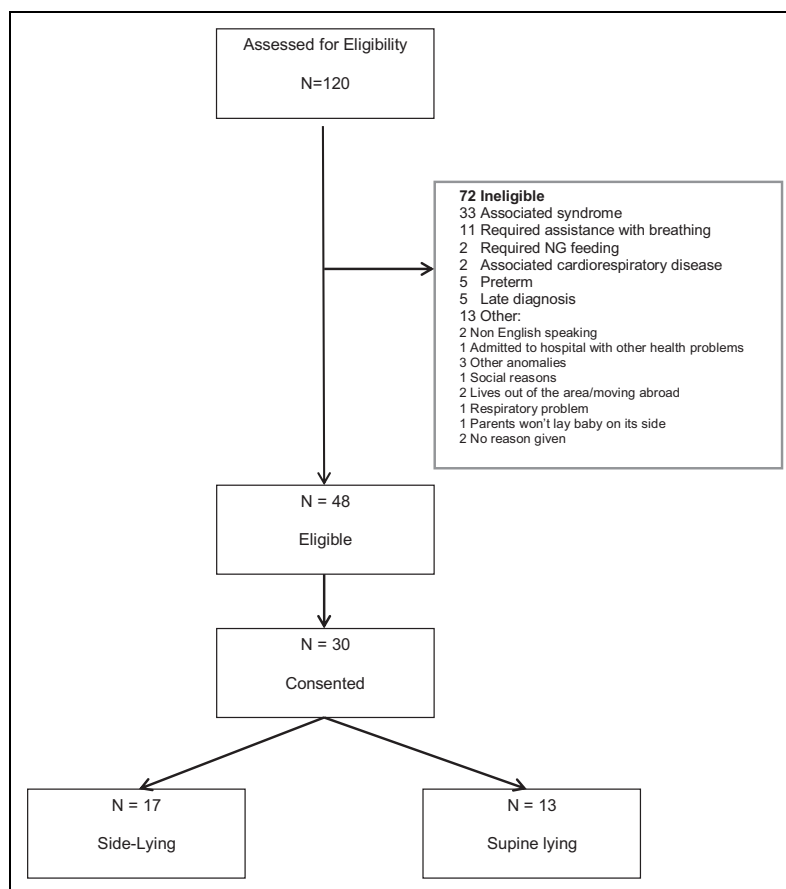 Assessed for Eligibility
N=120
72 Ineligible
33 Associated syndrome
11 Required assistance with breathing
2 Required NG feeding
2 Associated cardiorespiratory disease
5 Preterm
5 Late diagnosis
13 Other:
2 Non English speaking
1 Admitted to hospital with other health problems
3 Other anomalies
1 Social reasons
2 Lives out of the area/moving abroad
1 Respiratory problem
1 Parents won't lay baby on its side
2 No reason given
N = 48
Eligible
N = 30
Consented
N = 17
Side-Lying
N = 13
Supine lying